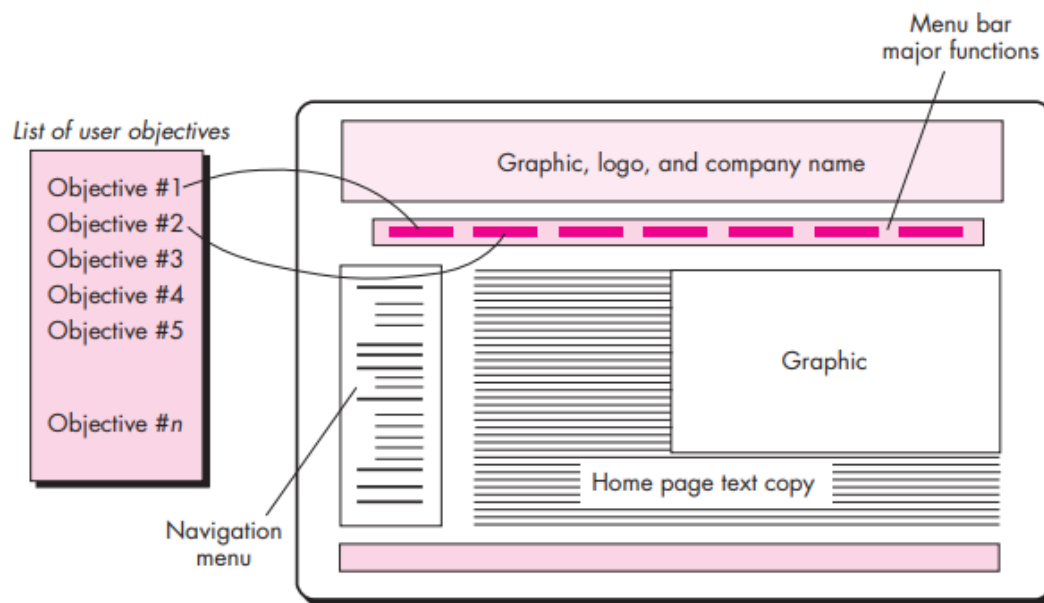 Menu bar
major functions
List of user objectives
Objective #1
Objective #2
Objective #3
Objective #4
Objective #5
Objective #n
Graphic, logo, and company name
Graphic
Home page text copy
Navigation
menu